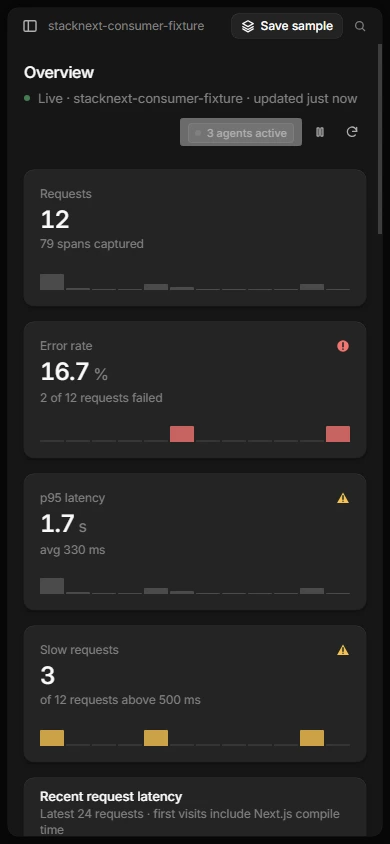 stacknext-consumer-fixture
Save sample
Overview
Live · stacknext-consumer-fixture · updated just now
3 agents active
Requests
12
79 spans captured
Error rate
16.7 %
2 of 12 requests failed
p95 latency
1.7 s
avg 330 ms
Slow requests
3
of 12 requests above 500 ms
Recent request latency
Latest 24 requests · first visits include Next.js compile
time